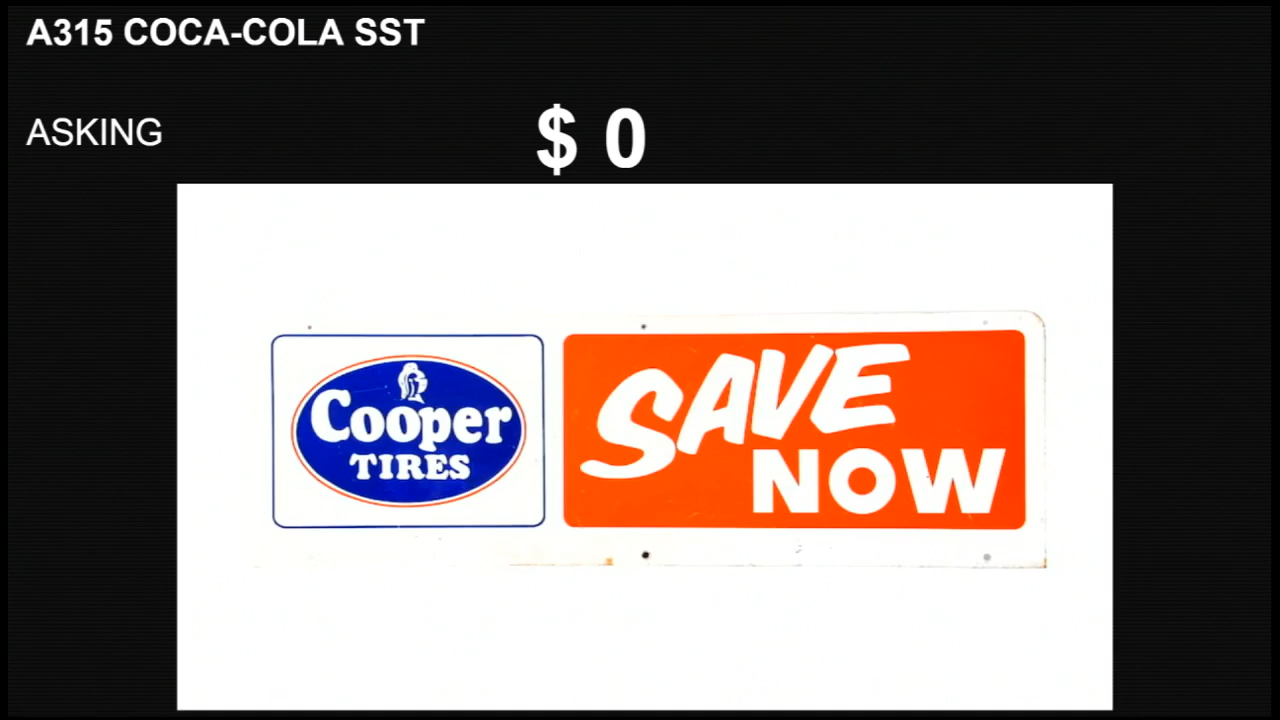 A315 COCA-COLA SST
ASKING
$ 0
Cooper
TIRES
SAVE
NOW